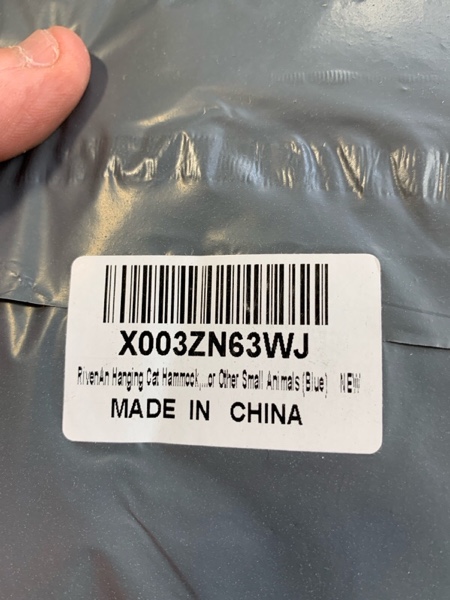 X003ZN63WJ
RivenAn Hanging Cat Hammock,...or Other Small Animals (Blue) NEW
MADE IN CHINA